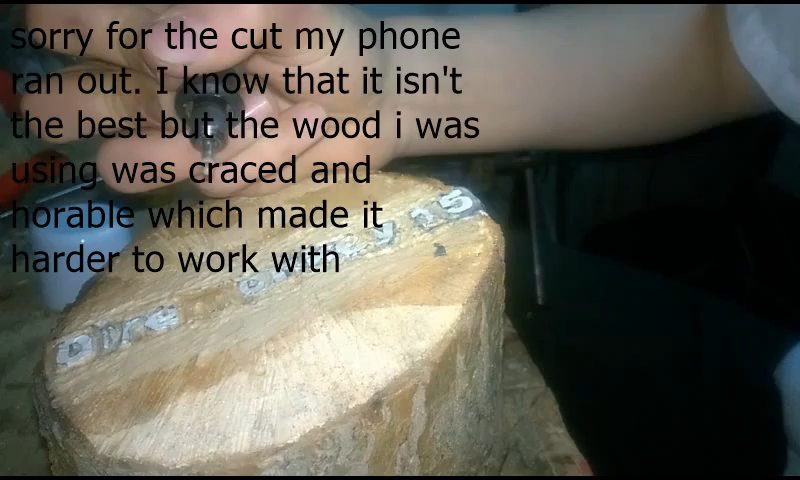 sorry for the cut my phone
ran out. I know that it isn't
the best but the wood i was
using was craced and
horable which made it
harder to work with
15